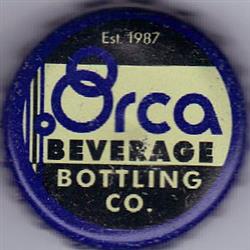 Est. 1987
Orca
BEVERAGE
BOTTLING
CO.